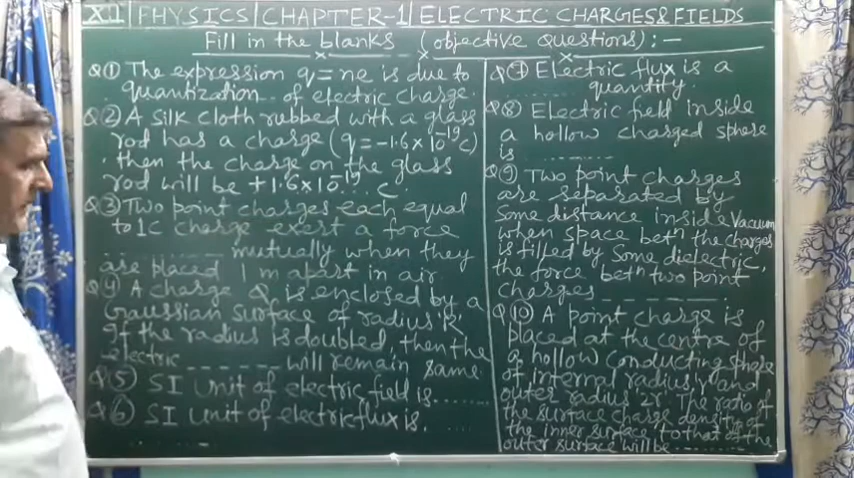 XII | PHYSICS | CHAPTER-1 | ELECTRIC CHARGES & FIELDS
Fill in the blanks (objective questions):-
Q① The expression q = ne is due to
quantization of electric charge.
Q② A silk cloth rubbed with a glass
rod has a charge (q = -1.6 × 10⁻¹⁹ C)
then the charge on the glass
rod will be +1.6 × 10⁻¹⁹ C
Q③ Two point charges each equal
to 1C charge exert a force
.......... mutually when they
are placed 1 m apart in air
Q④ A charge Q is enclosed by a
Gaussian surface of radius 'R'
If the radius is doubled, then the
electric ------ will remain same.
Q⑤ SI Unit of electric field is.......
Q⑥ SI unit of electric flux is.....
..........
Q⑦ Electric flux is a
....... quantity.
Q⑧ Electric field inside
a hollow charged sphere
is ........
Q⑨ Two point charges
are separated by
Some distance inside Vacuum
when space betⁿ the charges
is filled by Some dielectric,
the force betⁿ two point
charges --------.
Q⑩ A point charge is
placed at the centre of
a hollow conducting sphere
of internal radius 'r' and
outer radius '2r'. The ratio of
the surface charge density of
the inner surface to that of the
outer surface will be .........